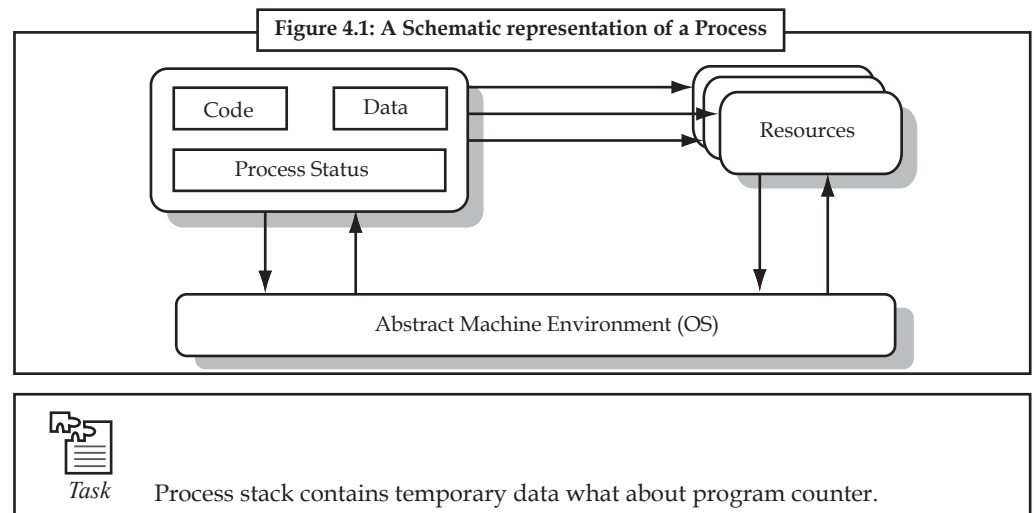 Figure 4.1: A Schematic representation of a Process
Code
Data
Process Status
Resources
Abstract Machine Environment (OS)
Task
Process stack contains temporary data what about program counter.